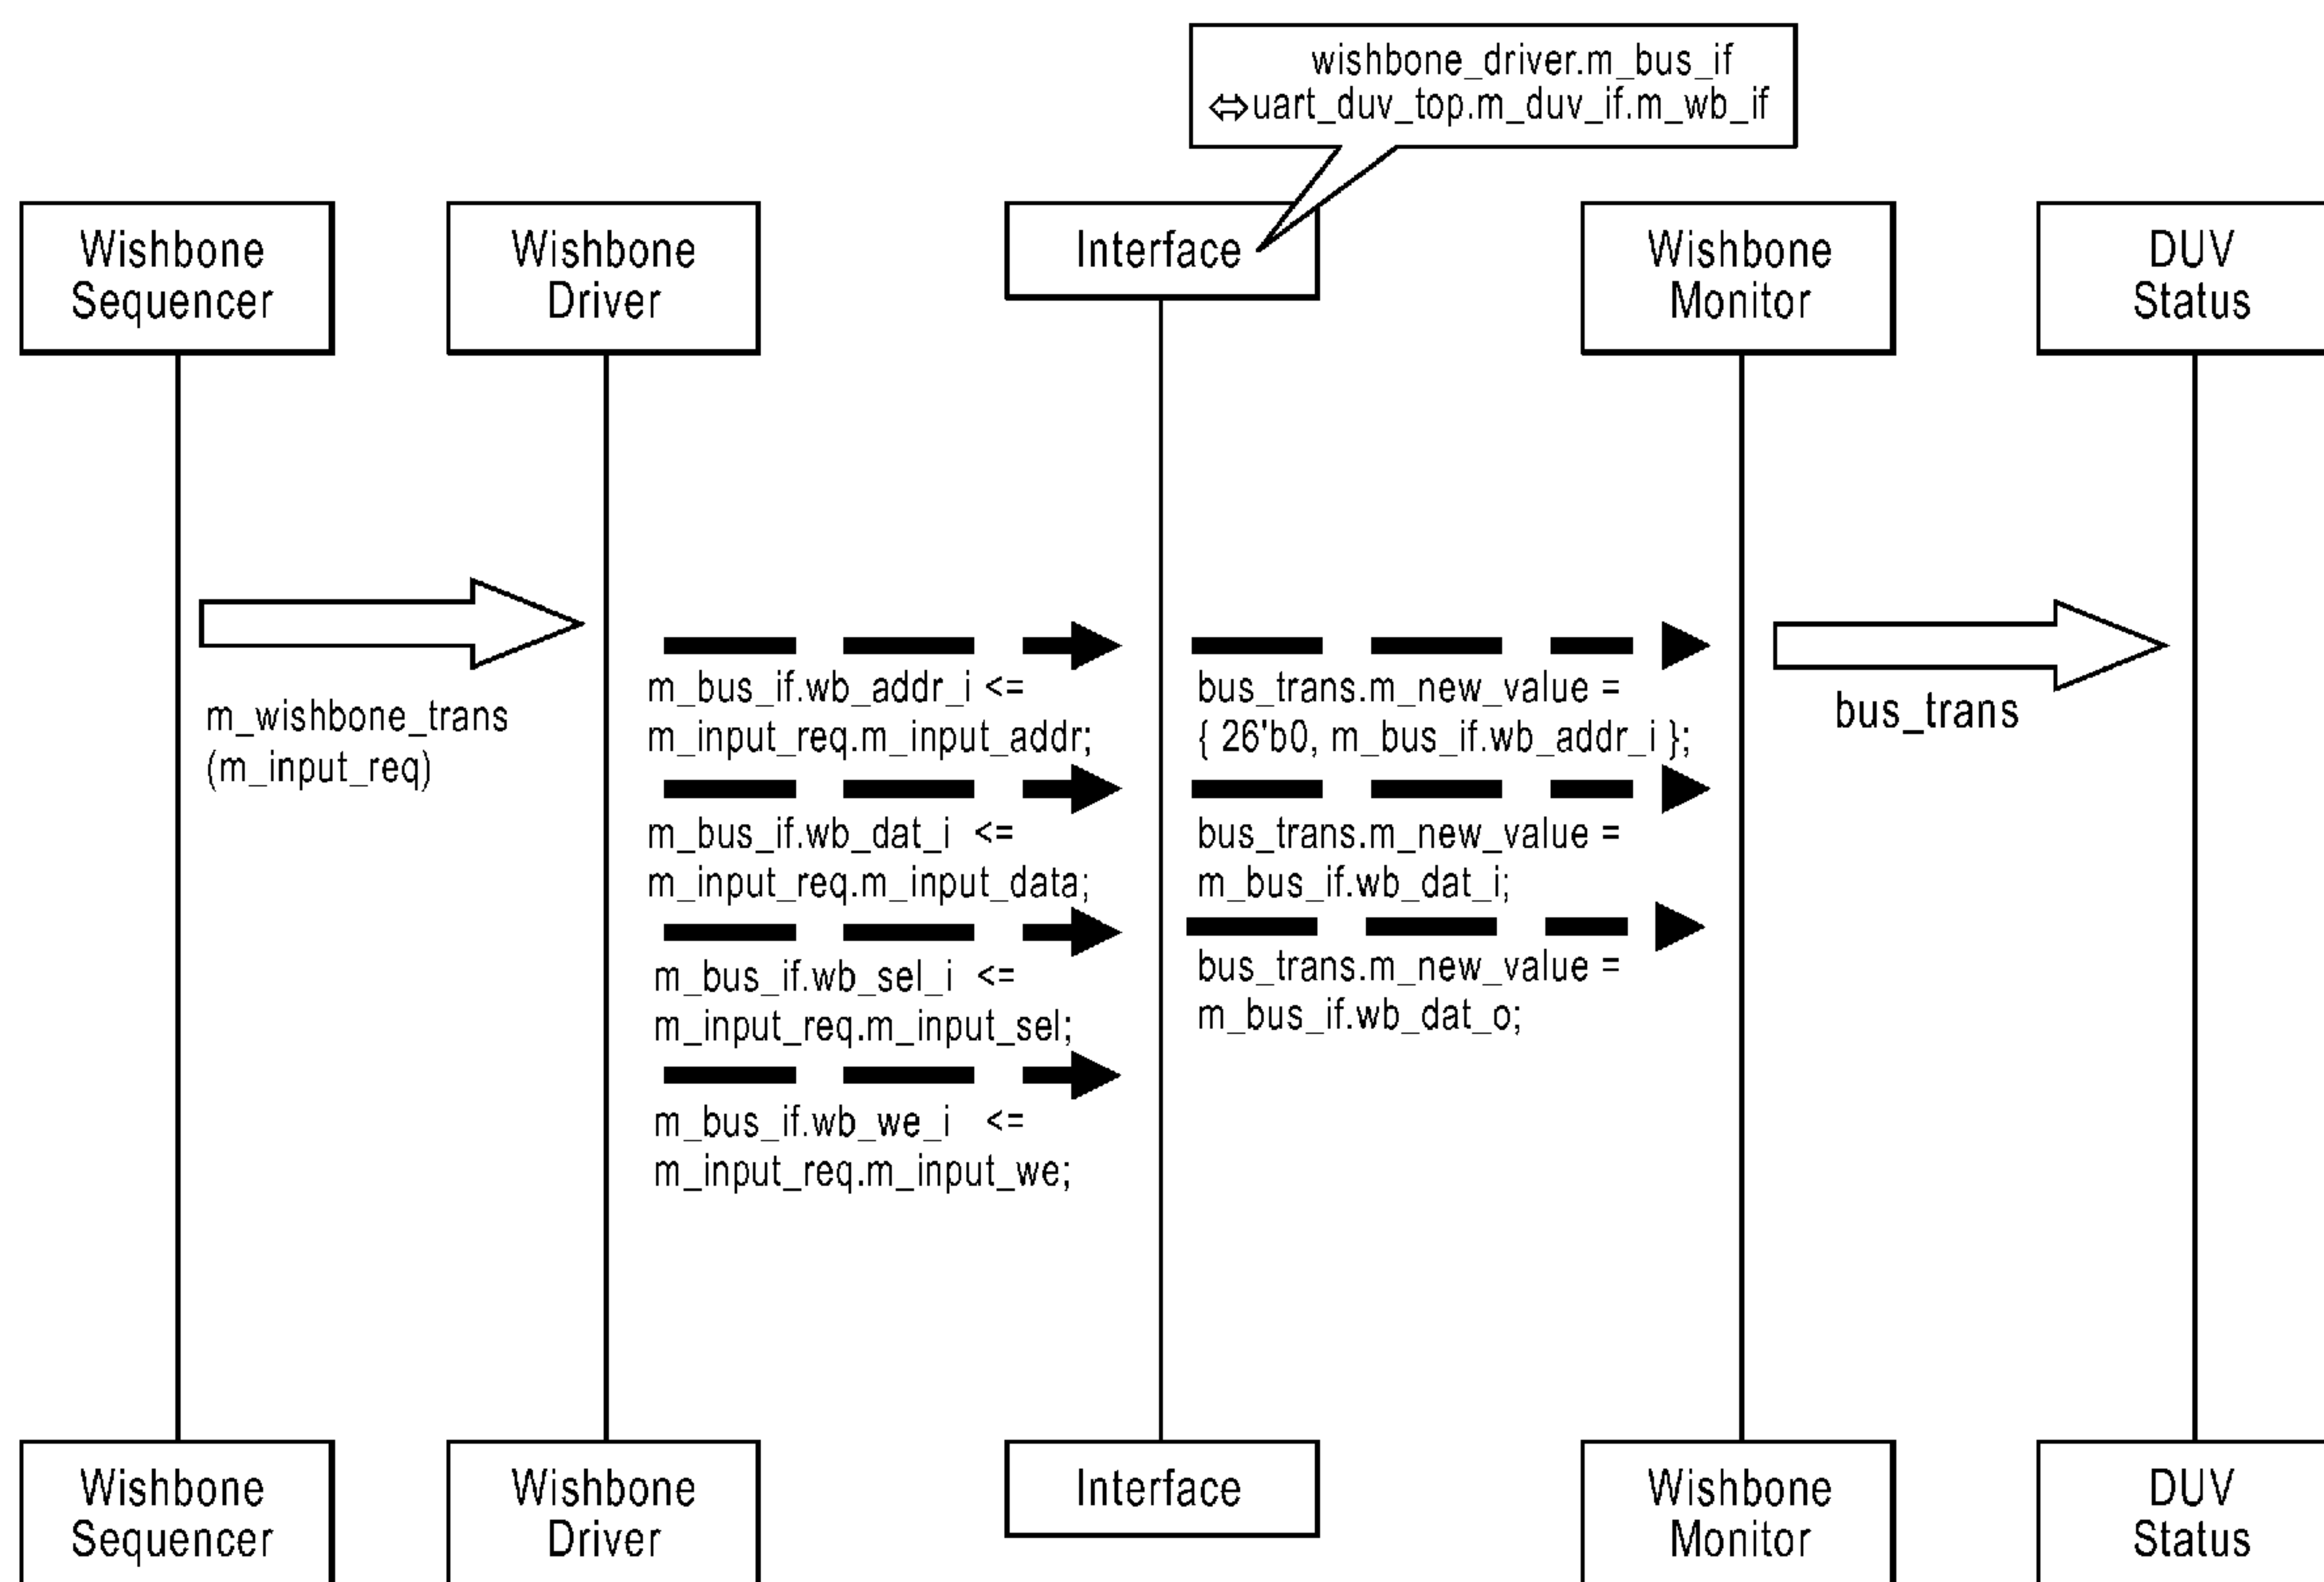 wishbone_driver.m_bus_if
⇔uart_duv_top.m_duv_if.m_wb_if
Wishbone
Sequencer
Wishbone
Driver
Interface
Wishbone
Monitor
DUV
Status
m_wishbone_trans
(m_input_req)
m_bus_if.wb_addr_i <=
m_input_req.m_input_addr;
m_bus_if.wb_dat_i <=
m_input_req.m_input_data;
m_bus_if.wb_sel_i <=
m_input_req.m_input_sel;
m_bus_if.wb_we_i <=
m_input_req.m_input_we;
bus_trans.m_new_value =
{ 26'b0, m_bus_if.wb_addr_i };
bus_trans.m_new_value =
m_bus_if.wb_dat_i;
bus_trans.m_new_value =
m_bus_if.wb_dat_o;
bus_trans
Wishbone
Sequencer
Wishbone
Driver
Interface
Wishbone
Monitor
DUV
Status